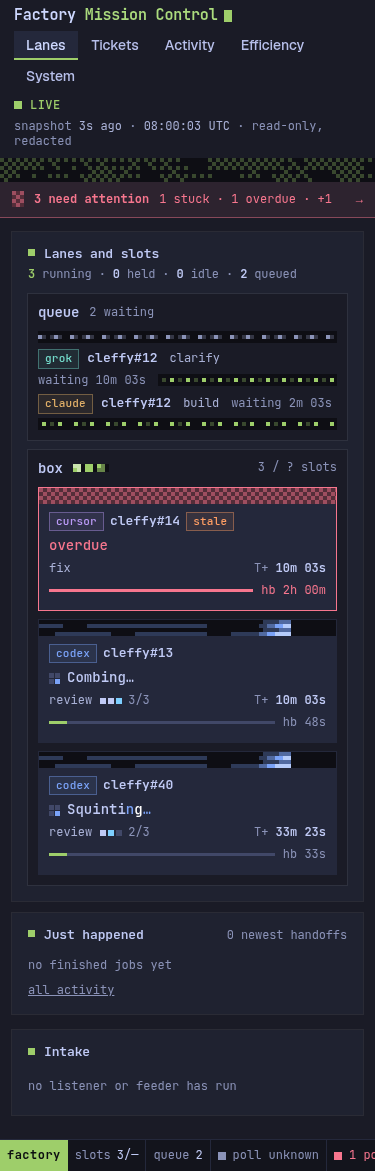 Factory Mission Control
Lanes Tickets Activity Efficiency
System
LIVE
snapshot 3s ago · 08:00:03 UTC · read-only,
redacted
3 need attention 1 stuck · 1 overdue · +1 →
Lanes and slots
3 running · 0 held · 0 idle · 2 queued
queue 2 waiting
grok cleffy#12 clarify
waiting 10m 03s
claude cleffy#12 build waiting 2m 03s
box 3 / ? slots
cursor cleffy#14 stale
overdue
fix T+ 10m 03s
hb 2h 00m
codex cleffy#13
Combing…
review 3/3 T+ 10m 03s
hb 48s
codex cleffy#40
Squinting…
review 2/3 T+ 33m 23s
hb 33s
Just happened 0 newest handoffs
no finished jobs yet
all activity
Intake
no listener or feeder has run
factory slots 3/— queue 2 poll unknown 1 po